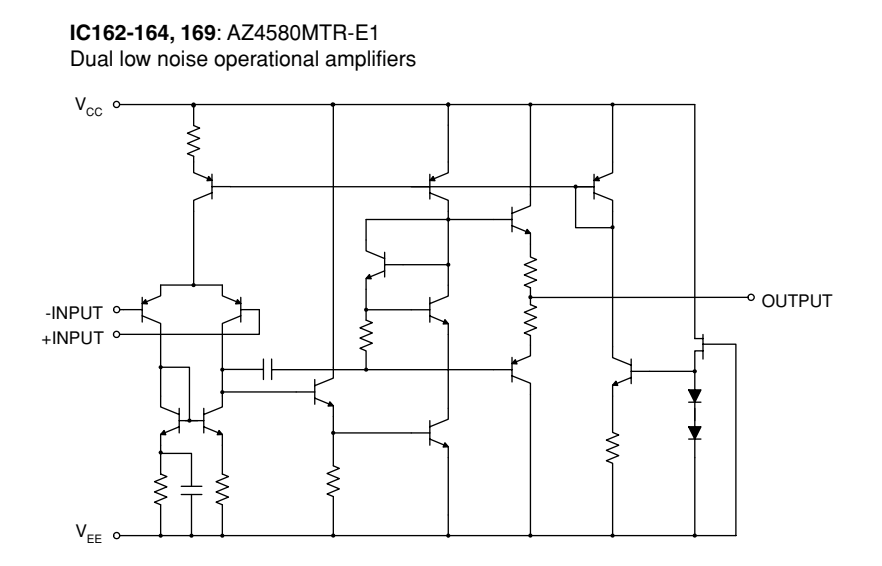 IC162-164, 169: AZ4580MTR-E1
Dual low noise operational amplifiers
VCC
-INPUT
+INPUT
OUTPUT
VEE